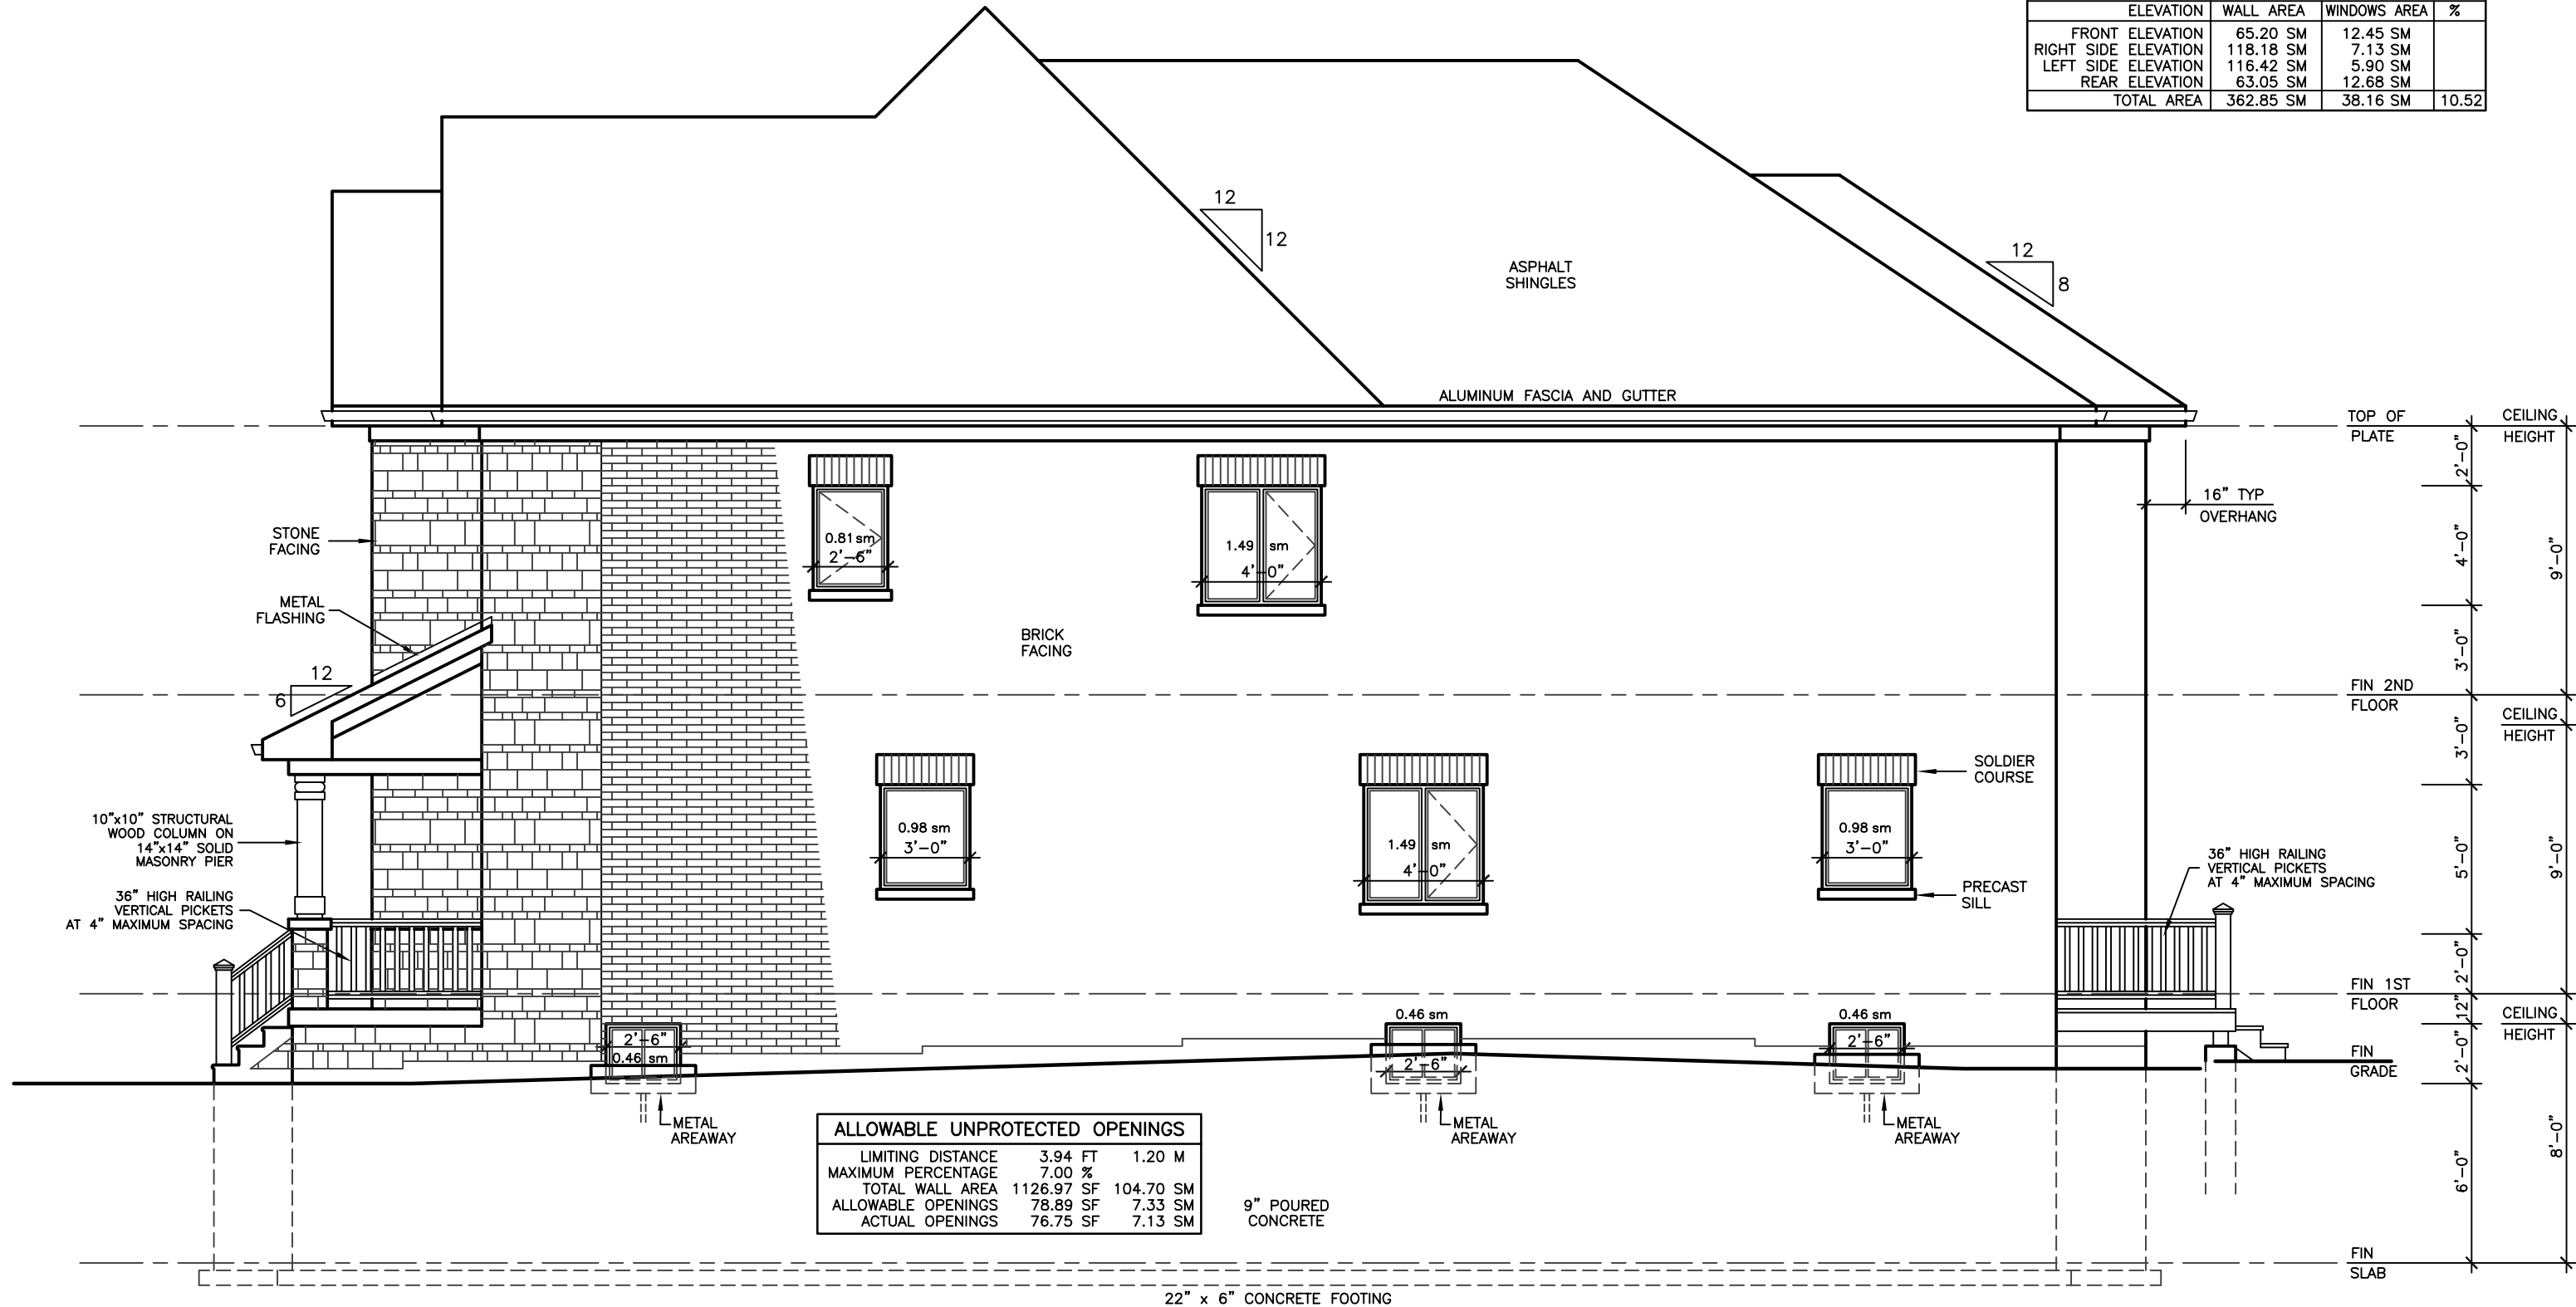 ELEVATION WALL AREA WINDOWS AREA %
FRONT ELEVATION 65.20 SM 12.45 SM
RIGHT SIDE ELEVATION 118.18 SM 7.13 SM
LEFT SIDE ELEVATION 116.42 SM 5.90 SM
REAR ELEVATION 63.05 SM 12.68 SM
TOTAL AREA 362.85 SM 38.16 SM 10.52
12
12
12
8
ASPHALT
SHINGLES
ALUMINUM FASCIA AND GUTTER
TOP OF
PLATE
CEILING
HEIGHT
2'-0"
16" TYP
OVERHANG
STONE
FACING
0.81 sm
2'-6"
1.49 sm
4'-0"
4'-0"
9'-0"
METAL
FLASHING
BRICK
FACING
3'-0"
12
6
FIN 2ND
FLOOR
CEILING
HEIGHT
3'-0"
SOLDIER
COURSE
10"x10" STRUCTURAL
WOOD COLUMN ON
14"x14" SOLID
MASONRY PIER
0.98 sm
3'-0"
1.49 sm
4'-0"
0.98 sm
3'-0"
5'-0"
9'-0"
36" HIGH RAILING
VERTICAL PICKETS
AT 4" MAXIMUM SPACING
PRECAST
SILL
36" HIGH RAILING
VERTICAL PICKETS
AT 4" MAXIMUM SPACING
2'-0"
FIN 1ST
FLOOR
12"
CEILING
HEIGHT
2'-6"
0.46 sm
0.46 sm
2'-6"
0.46 sm
2'-6"
FIN
GRADE
2'-0"
METAL
AREAWAY
METAL
AREAWAY
METAL
AREAWAY
8'-0"
6'-0"
ALLOWABLE UNPROTECTED OPENINGS
LIMITING DISTANCE 3.94 FT 1.20 M
MAXIMUM PERCENTAGE 7.00 %
TOTAL WALL AREA 1126.97 SF 104.70 SM
ALLOWABLE OPENINGS 78.89 SF 7.33 SM
ACTUAL OPENINGS 76.75 SF 7.13 SM
9" POURED
CONCRETE
FIN
SLAB
22" x 6" CONCRETE FOOTING